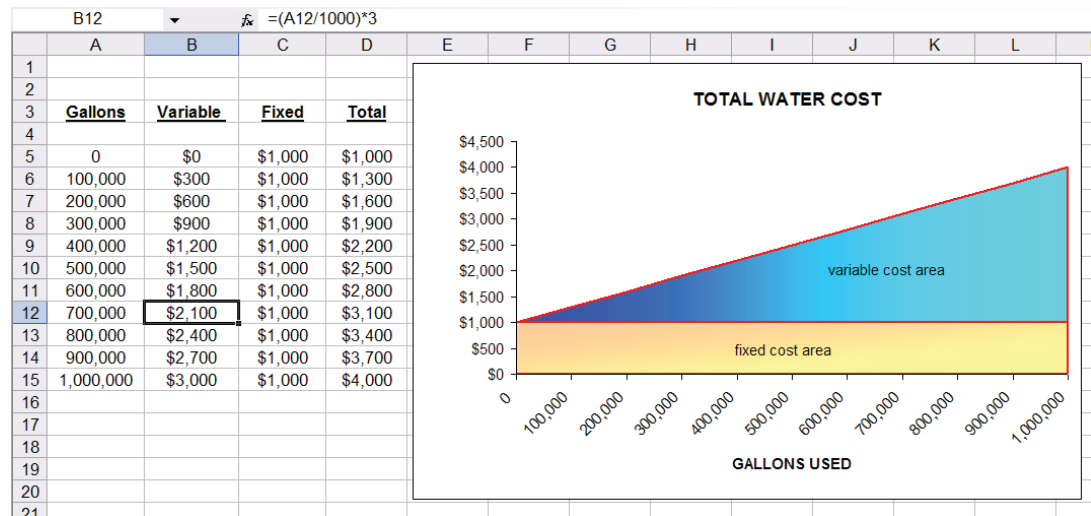 B12 fx =(A12/1000)*3
A B C D E F G H I J K L
1
2
3 Gallons Variable Fixed Total
4
5 0 $0 $1,000 $1,000
6 100,000 $300 $1,000 $1,300
7 200,000 $600 $1,000 $1,600
8 300,000 $900 $1,000 $1,900
9 400,000 $1,200 $1,000 $2,200
10 500,000 $1,500 $1,000 $2,500
11 600,000 $1,800 $1,000 $2,800
12 700,000 $2,100 $1,000 $3,100
13 800,000 $2,400 $1,000 $3,400
14 900,000 $2,700 $1,000 $3,700
15 1,000,000 $3,000 $1,000 $4,000
16
17
18
19
20
21
TOTAL WATER COST
$4,500
$4,000
$3,500
$3,000
$2,500
$2,000
$1,500
$1,000
$500
$0
variable cost area
fixed cost area
0 100,000 200,000 300,000 400,000 500,000 600,000 700,000 800,000 900,000 1,000,000
GALLONS USED